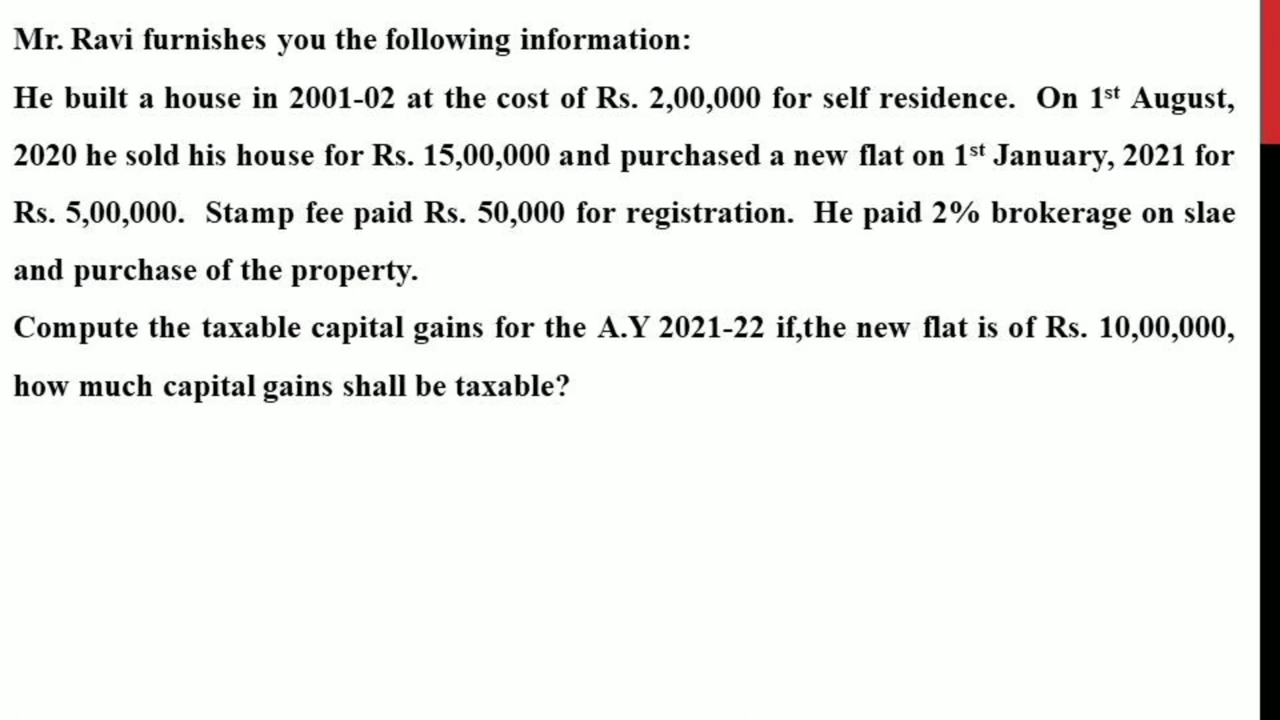 Mr. Ravi furnishes you the following information:
He built a house in 2001-02 at the cost of Rs. 2,00,000 for self residence. On 1st August,
2020 he sold his house for Rs. 15,00,000 and purchased a new flat on 1st January, 2021 for
Rs. 5,00,000. Stamp fee paid Rs. 50,000 for registration. He paid 2% brokerage on slae
and purchase of the property.
Compute the taxable capital gains for the A.Y 2021-22 if,the new flat is of Rs. 10,00,000,
how much capital gains shall be taxable?